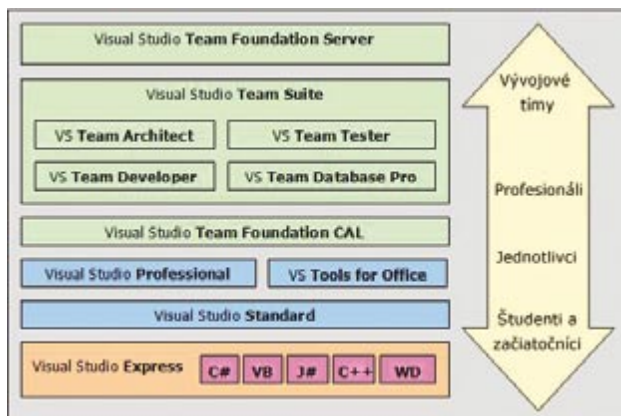 Visual Studio Team Foundation Server
Visual Studio Team Suite
VS Team Architect
VS Team Tester
VS Team Developer
VS Team Database Pro
Visual Studio Team Foundation CAL
Visual Studio Professional
VS Tools for Office
Visual Studio Standard
Visual Studio Express
C#
VB
J#
C++
WD
Vývojové
tímy
Profesionáli
Jednotlivci
Študenti a
začiatočníci